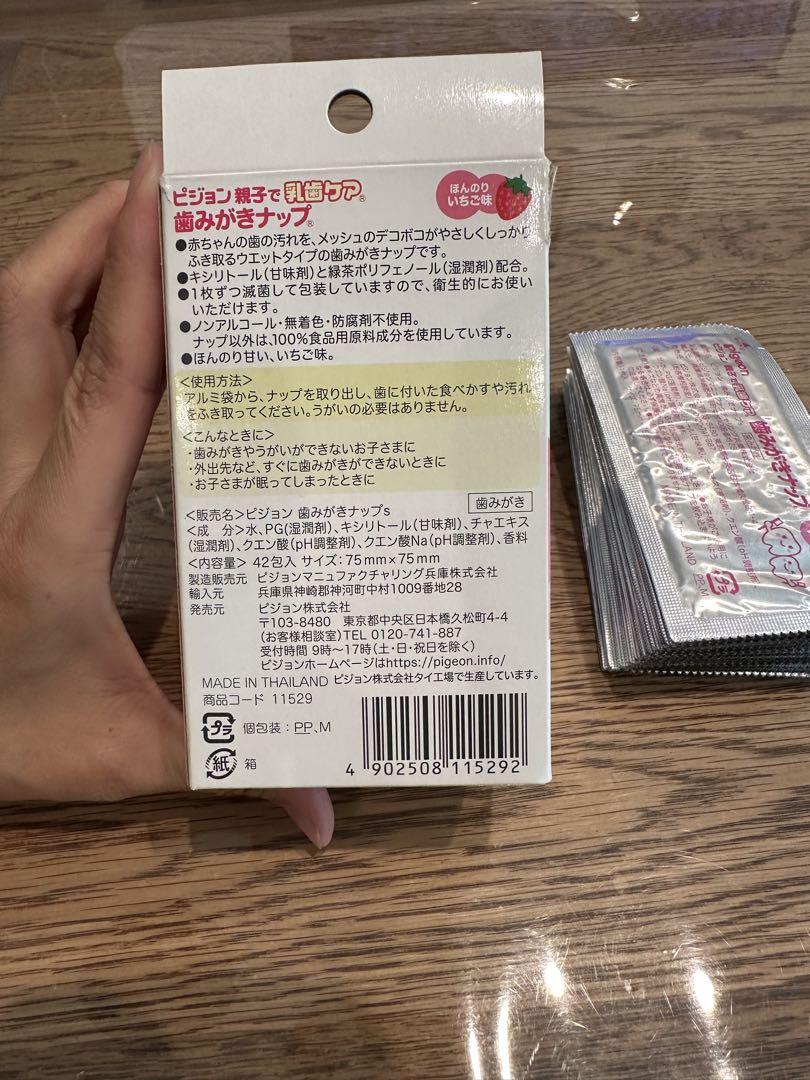 ピジョン 親子で 乳歯ケア®
歯みがきナップ®
ほんのり
いちご味
●赤ちゃんの歯の汚れを、メッシュのデコボコがやさしくしっかり
ふき取るウエットタイプの歯みがきナップです。
●キシリトール(甘味剤)と緑茶ポリフェノール(湿潤剤)配合。
●1枚ずつ滅菌して包装していますので、衛生的にお使い
いただけます。
●ノンアルコール・無着色・防腐剤不使用。
ナップ以外は、100%食品用原料成分を使用しています。
●ほんのり甘い、いちご味。
<使用方法>
アルミ袋から、ナップを取り出し、歯に付いた食べかすや汚れ
をふき取ってください。うがいの必要はありません。
<こんなときに>
・歯みがきやうがいができないお子さまに
・外出先など、すぐに歯みがきができないときに
・お子さまが眠ってしまったときに
<販売名>ピジョン 歯みがきナップs
歯みがき
<成 分>水、PG(湿潤剤)、キシリトール(甘味剤)、チャエキス
(湿潤剤)、クエン酸(pH調整剤)、クエン酸Na(pH調整剤)、香料
<内容量> 42包入 サイズ:75mm×75mm
製造販売元 ピジョンマニュファクチャリング兵庫株式会社
輸入元 兵庫県神崎郡神河町中村1009番地28
発売元 ピジョン株式会社
〒103-8480 東京都中央区日本橋久松町4-4
(お客様相談室)TEL 0120-741-887
受付時間 9時〜17時(土・日・祝日を除く)
ピジョンホームページはhttps://pigeon.info/
MADE IN THAILAND ピジョン株式会社タイ工場で生産しています。
商品コード 11529
プラ 個包装:PP、M
紙 箱
4 902508 115292
pigeon
歯みがきナップ